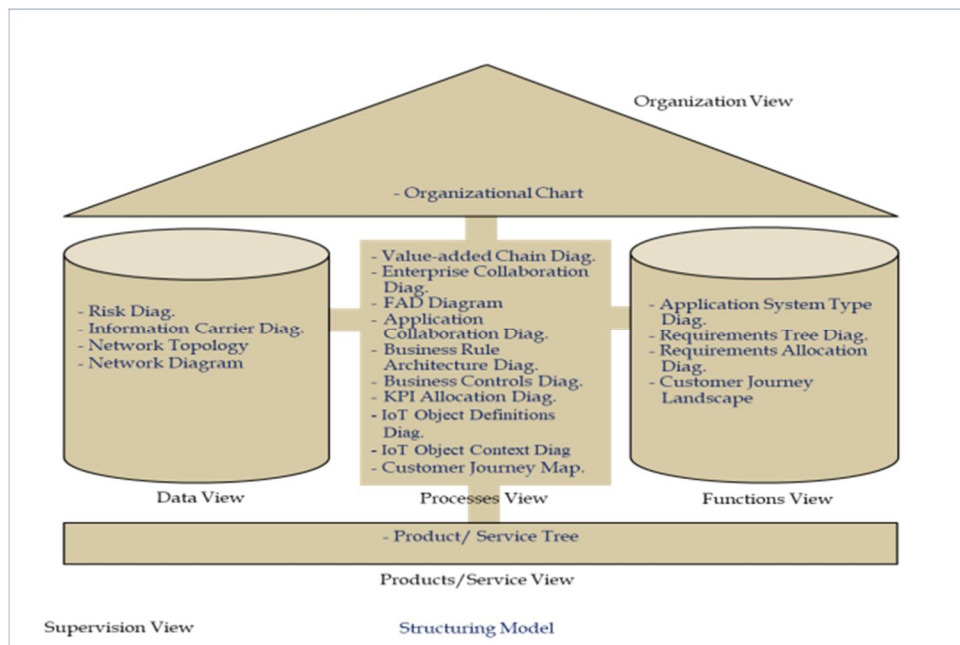 Organization View
- Organizational Chart
- Risk Diag.
- Information Carrier Diag.
- Network Topology
- Network Diagram
Data View
- Value-added Chain Diag.
- Enterprise Collaboration
Diag.
- FAD Diagram
- Application
Collaboration Diag.
- Business Rule
Architecture Diag.
- Business Controls Diag.
- KPI Allocation Diag.
- IoT Object Definitions
Diag.
- IoT Object Context Diag
- Customer Journey Map.
Processes View
- Application System Type
Diag.
- Requirements Tree Diag.
- Requirements Allocation
Diag.
- Customer Journey
Landscape
Functions View
- Product/ Service Tree
Products/Service View
Supervision View
Structuring Model